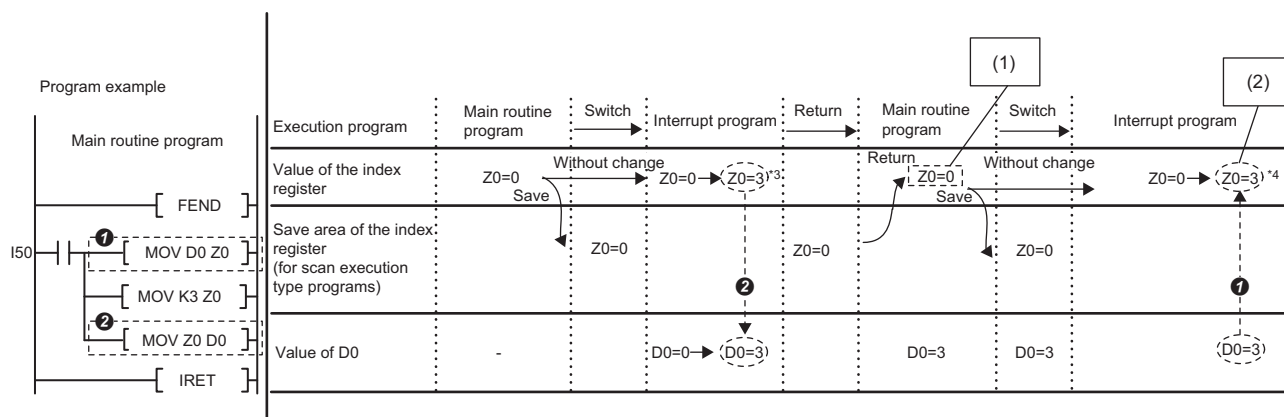 Program example
Main routine program
FEND
I50
1
MOV D0 Z0
MOV K3 Z0
2
MOV Z0 D0
IRET
(1)
(2)
Execution program
Main routine
program
Switch
Interrupt program
Return
Main routine
program
Switch
Interrupt program
Value of the index
register
Z0=0
Without change
Save
Z0=0
Z0=3
*3
Return
Z0=0
Without change
Save
Z0=0
Z0=3
*4
Save area of the index
register
(for scan execution
type programs)
Z0=0
Z0=0
Z0=0
2
1
Value of D0
-
D0=0
D0=3
D0=3
D0=3
D0=3